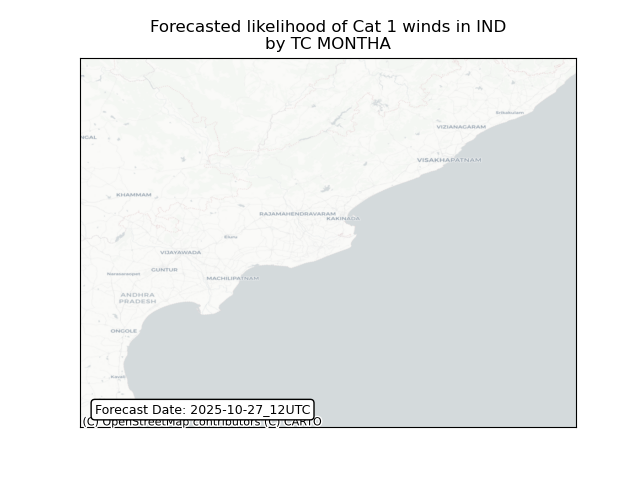 Forecasted likelihood of Cat 1 winds in IND
by TC MONTHA
Srikakulam
VIZIANAGARAM
VISAKHAPATNAM
KHAMMAM
RAJAMAHENDRAVARAM
KAKINADA
Eluru
VIJAYAWADA
GUNTUR
Narasaraopet
MACHILIPATNAM
ANDHRA
PRADESH
ONGOLE
Kavali
Forecast Date: 2025-10-27_12UTC
(C) OpenStreetMap contributors (C) CARTO